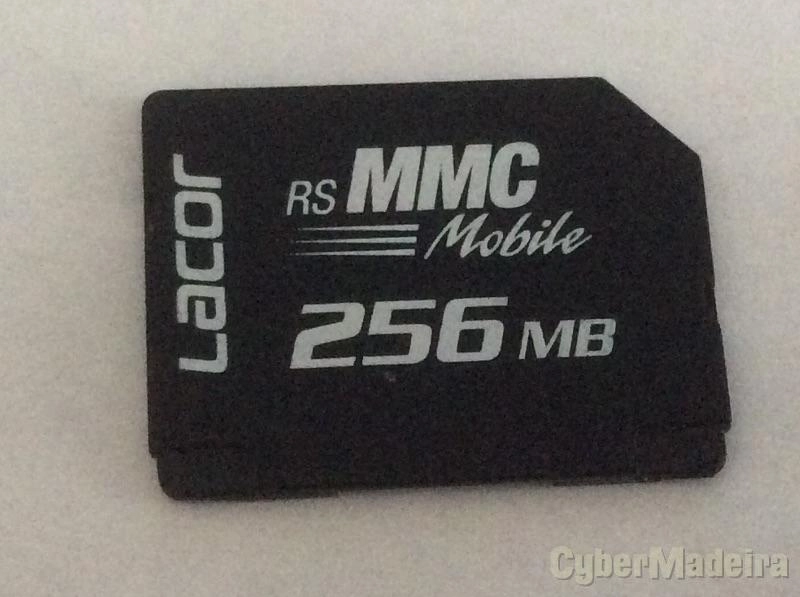 Lacor
RS MMC
Mobile
256 MB
CyberMadeira